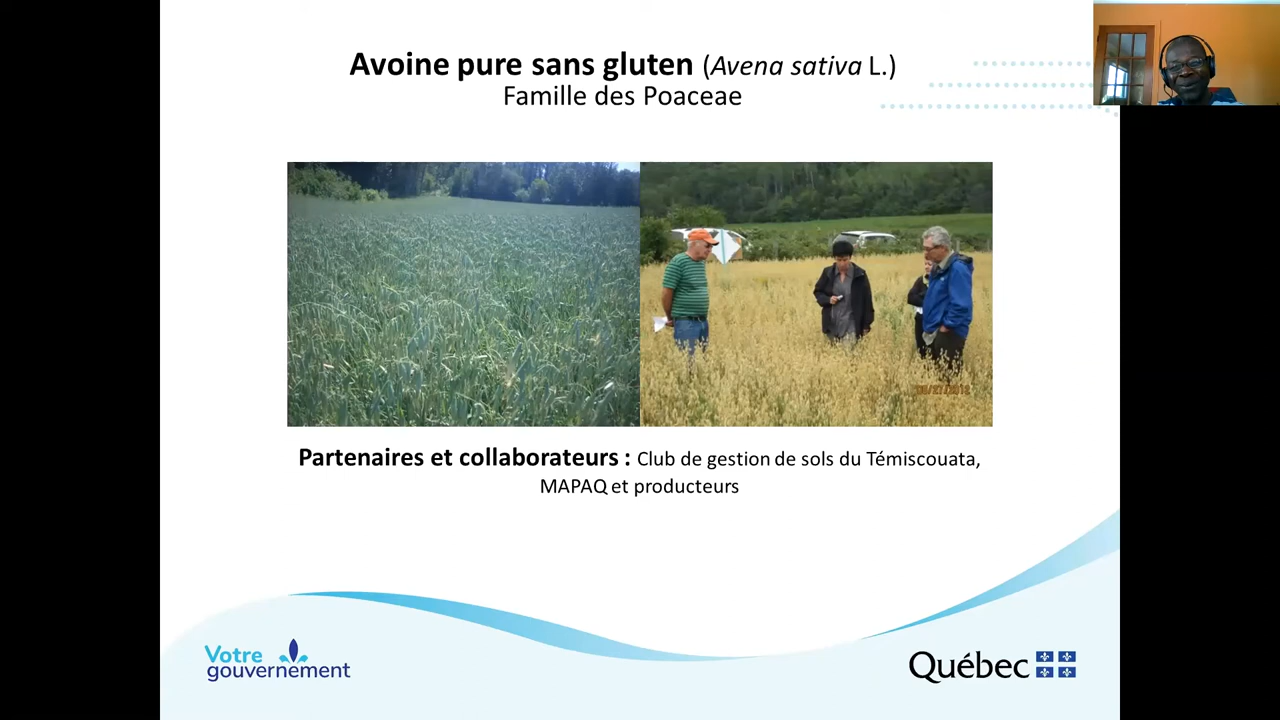 Avoine pure sans gluten (Avena sativa L.)
Famille des Poaceae
Partenaires et collaborateurs : Club de gestion de sols du Témiscouata,
MAPAQ et producteurs
Votre
gouvernement
Québec